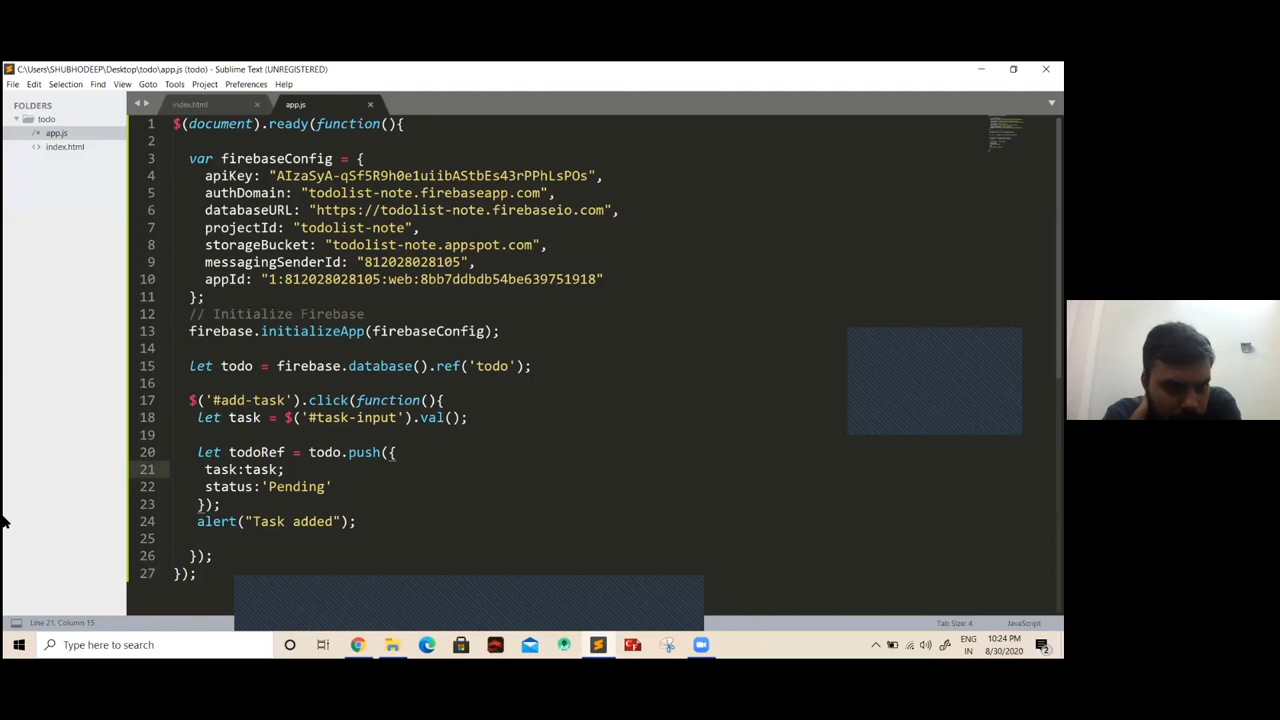 C:\Users\SHUBHODEEP\Desktop\todo\app.js (todo) - Sublime Text (UNREGISTERED)
File Edit Selection Find View Goto Tools Project Preferences Help
FOLDERS
todo
app.js
index.html
index.html
app.js
1 $(document).ready(function(){
2
3 var firebaseConfig = {
4 apiKey: "AIzaSyA-qSf5R9h0e1uiibAStbEs43rPPhLsPOs",
5 authDomain: "todolist-note.firebaseapp.com",
6 databaseURL: "https://todolist-note.firebaseio.com",
7 projectId: "todolist-note",
8 storageBucket: "todolist-note.appspot.com",
9 messagingSenderId: "812028028105",
10 appId: "1:812028028105:web:8bb7ddbdb54be639751918"
11 };
12 // Initialize Firebase
13 firebase.initializeApp(firebaseConfig);
14
15 let todo = firebase.database().ref('todo');
16
17 $('#add-task').click(function(){
18 let task = $('#task-input').val();
19
20 let todoRef = todo.push({
21 task:task;
22 status:'Pending'
23 });
24 alert("Task added");
25
26 });
27 });
Line 21, Column 15
Tab Size: 4
JavaScript
Type here to search
ENG
IN
10:24 PM
8/30/2020
2